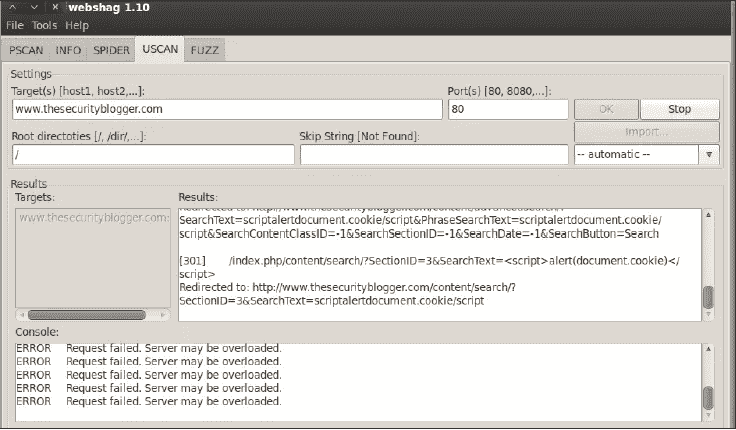 webshag 1.10
File Tools Help
PSCAN INFO SPIDER USCAN FUZZ
Settings
Target(s) [host1, host2,...]: Port(s) [80, 8080,...]:
www.thesecurityblogger.com 80 OK Stop
Import...
Root directoties [/, /dir/,...]: Skip String [Not Found]:
/ -- automatic --
Results
Targets: Results:
www.thesecurityblogger.com:
SearchText=scriptalertdocument.cookie/script&PhraseSearchText=scriptalertdocument.cookie/
script&SearchContentClassID=-1&SearchSectionID=-1&SearchDate=-1&SearchButton=Search
[301] /index.php/content/search/?SectionID=3&SearchText=<script>alert(document.cookie)</
script>
Redirected to: http://www.thesecurityblogger.com/content/search/?
SectionID=3&SearchText=scriptalertdocument.cookie/script
Console:
ERROR Request failed. Server may be overloaded.
ERROR Request failed. Server may be overloaded.
ERROR Request failed. Server may be overloaded.
ERROR Request failed. Server may be overloaded.
ERROR Request failed. Server may be overloaded.